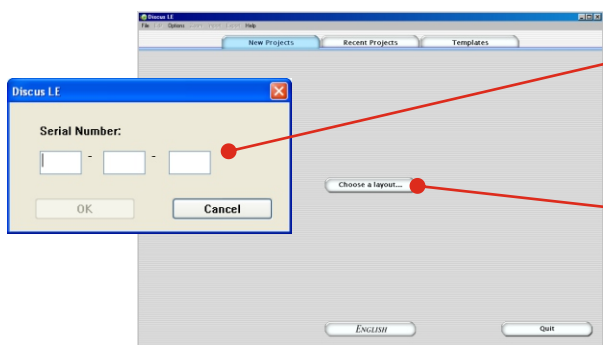 Discus LE
File Options Help
New Projects Recent Projects Templates
Discus LE
Serial Number:
- -
OK Cancel
Choose a layout...
ENGLISH Quit